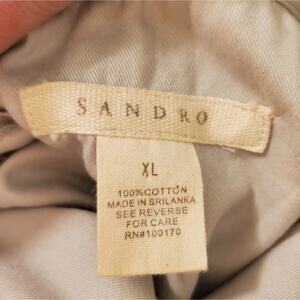 SANDRO
XL
100%COTTON
MADE IN SRILANKA
SEE REVERSE
FOR CARE
RN#100170